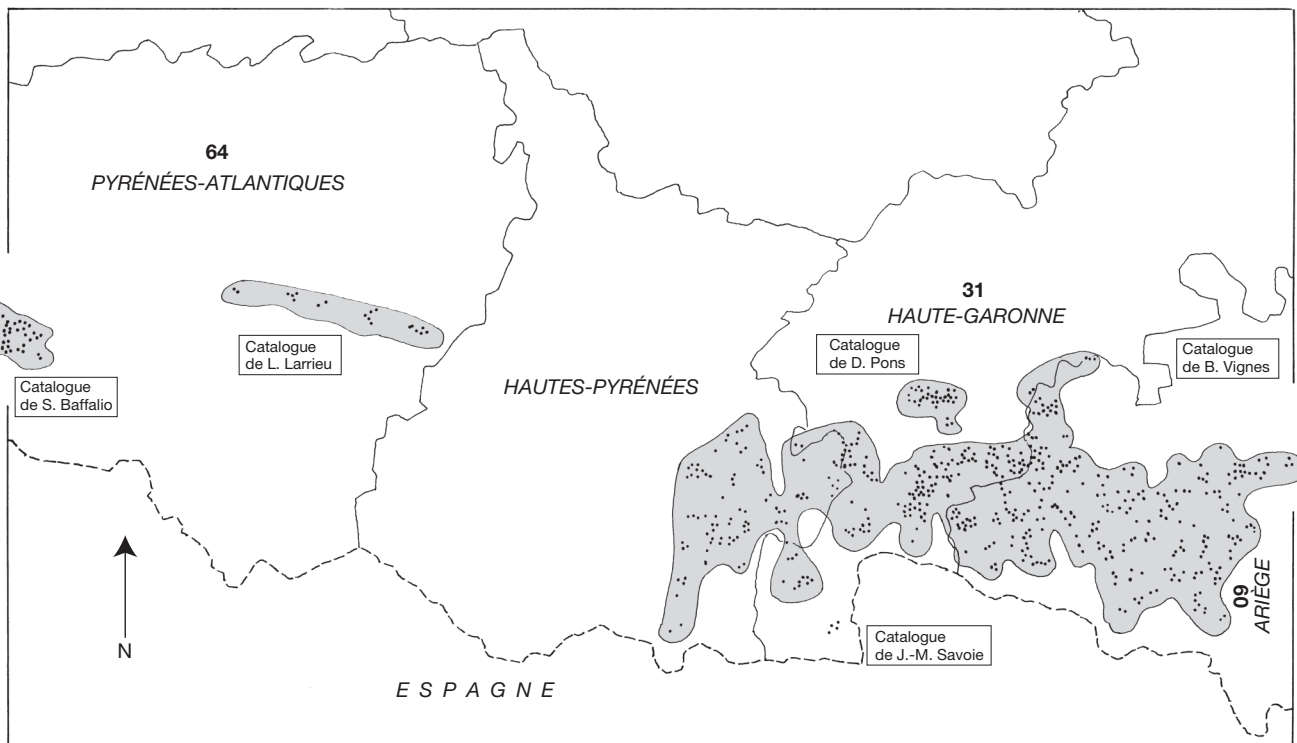 64
PYRÉNÉES-ATLANTIQUES
31
HAUTE-GARONNE
Catalogue
de L. Larrieu
Catalogue
de D. Pons
Catalogue
de B. Vignes
Catalogue
de S. Baffalio
HAUTES-PYRÉNÉES
09
ARIÈGE
N
Catalogue
de J.-M. Savoie
ESPAGNE